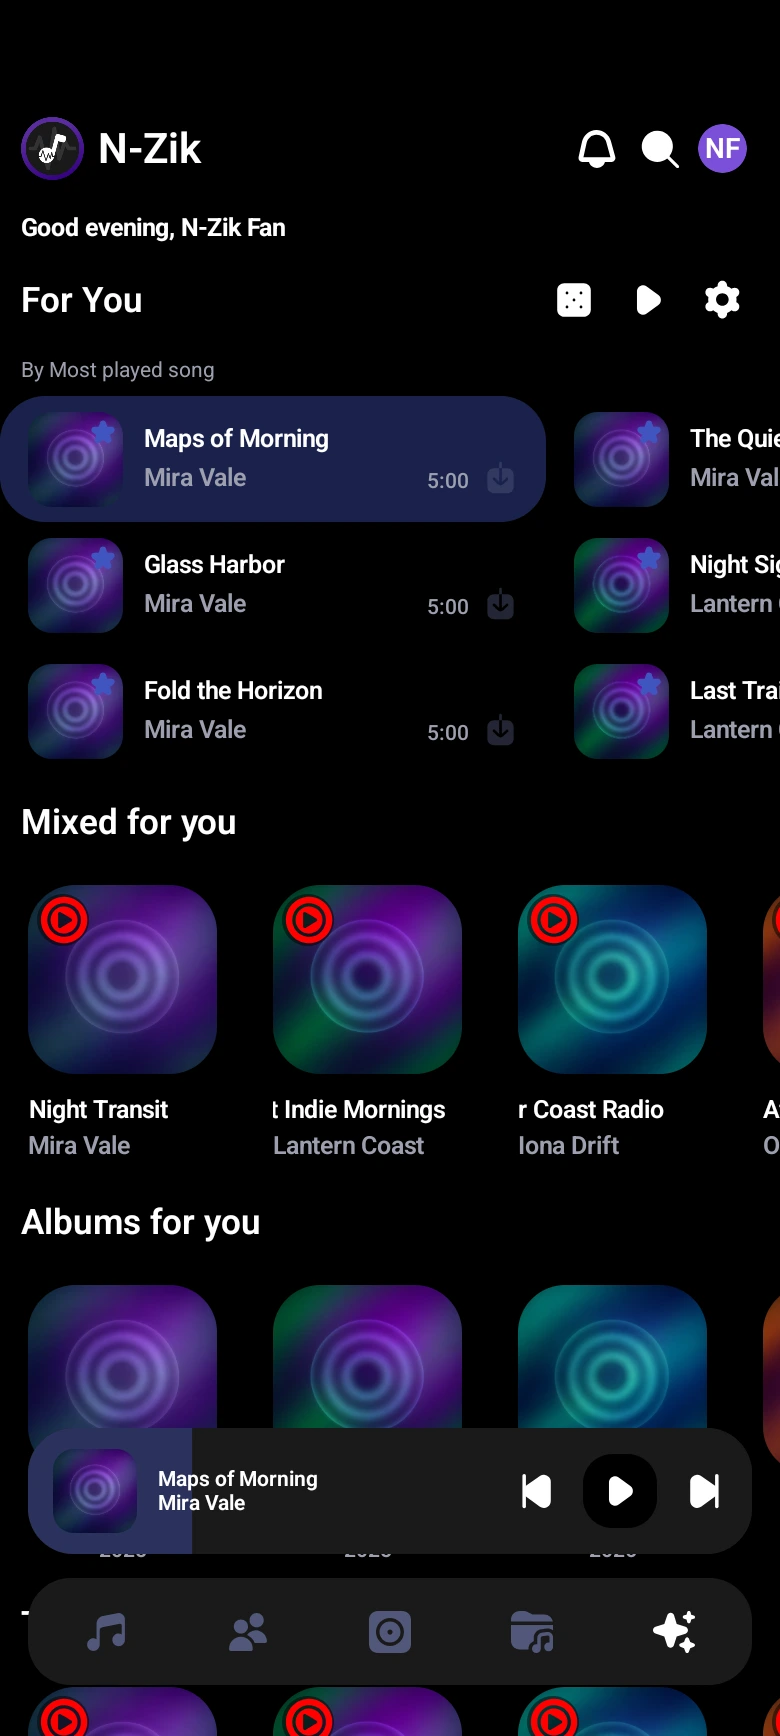 N-Zik
NF
Good evening, N-Zik Fan
For You
By Most played song
Maps of Morning
Mira Vale
5:00
The Quie
Mira Val
Glass Harbor
Mira Vale
5:00
Night Sig
Lantern
Fold the Horizon
Mira Vale
5:00
Last Trai
Lantern
Mixed for you
Night Transit
Mira Vale
t Indie Mornings
Lantern Coast
r Coast Radio
Iona Drift
Albums for you
Maps of Morning
Mira Vale